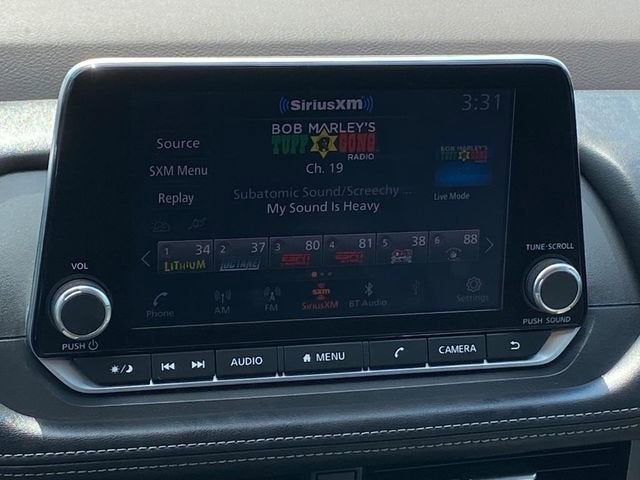 SiriusXM
3:31
BOB MARLEY'S
TUFF GONG
RADIO
Ch. 19
Source
SXM Menu
Replay
Subatomic Sound/Screechy ...
My Sound Is Heavy
BOB MARLEY'S
TUFF GONG
Live Mode
1 34
LITHIUM
2 37
OCTANE
3 80
ESPN
4 81
ESPN
5 38
6 88
Phone
AM
FM
sxm
SiriusXM
BT Audio
Settings
VOL
PUSH
TUNE·SCROLL
PUSH SOUND
AUDIO
MENU
CAMERA